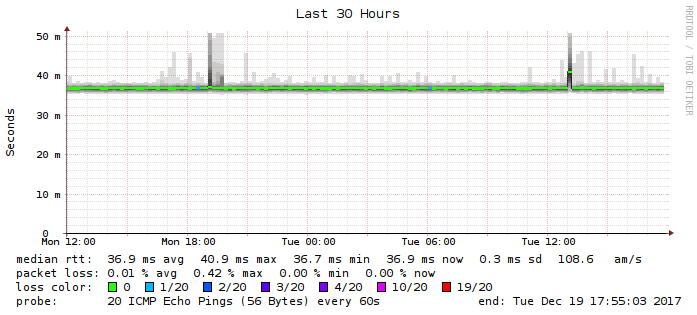 Last 30 Hours
RRDTOOL / TOBI OETIKER
Seconds
50 m
40 m
30 m
20 m
10 m
0
Mon 12:00 Mon 18:00 Tue 00:00 Tue 06:00 Tue 12:00
median rtt: 36.9 ms avg 40.9 ms max 36.7 ms min 36.9 ms now 0.3 ms sd 108.6 am/s
packet loss: 0.01 % avg 0.42 % max 0.00 % min 0.00 % now
loss color: 0 1/20 2/20 3/20 4/20 10/20 19/20
probe: 20 ICMP Echo Pings (56 Bytes) every 60s end: Tue Dec 19 17:55:03 2017